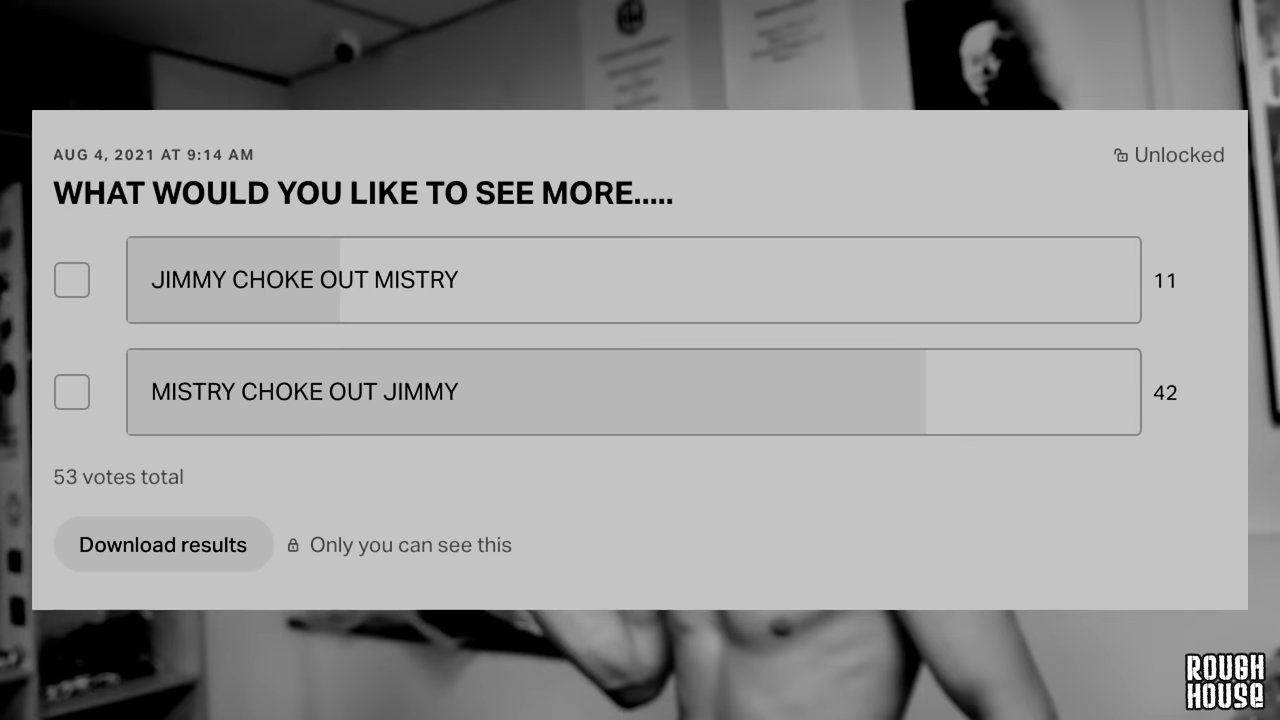 AUG 4, 2021 AT 9:14 AM
Unlocked
WHAT WOULD YOU LIKE TO SEE MORE.....
JIMMY CHOKE OUT MISTRY
11
MISTRY CHOKE OUT JIMMY
42
53 votes total
Download results
Only you can see this
ROUGH
HOUSE